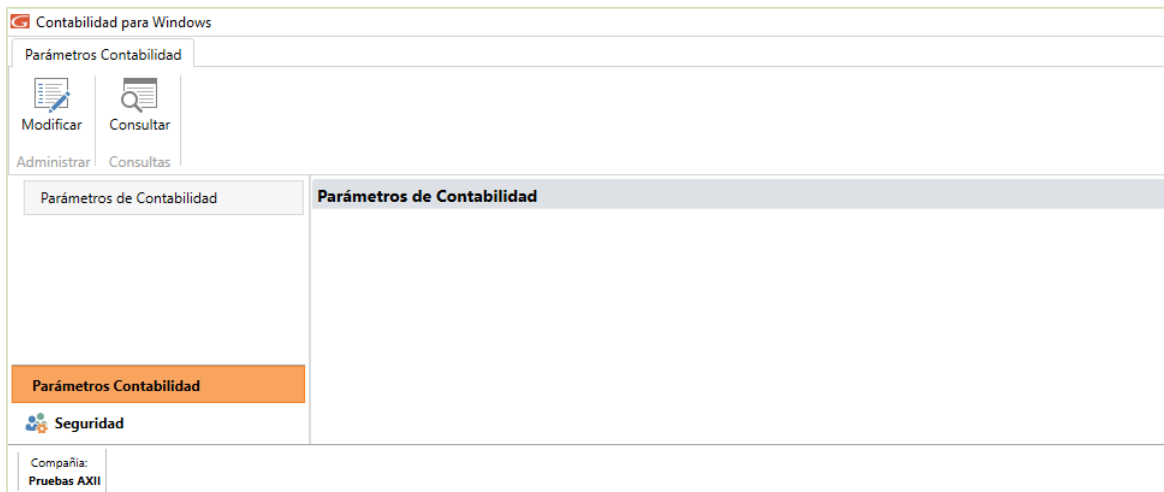 Contabilidad para Windows
Parámetros Contabilidad
Modificar Consultar
Administrar Consultas
Parámetros de Contabilidad
Parámetros de Contabilidad
Parámetros Contabilidad
Seguridad
Compañia:
Pruebas AXII